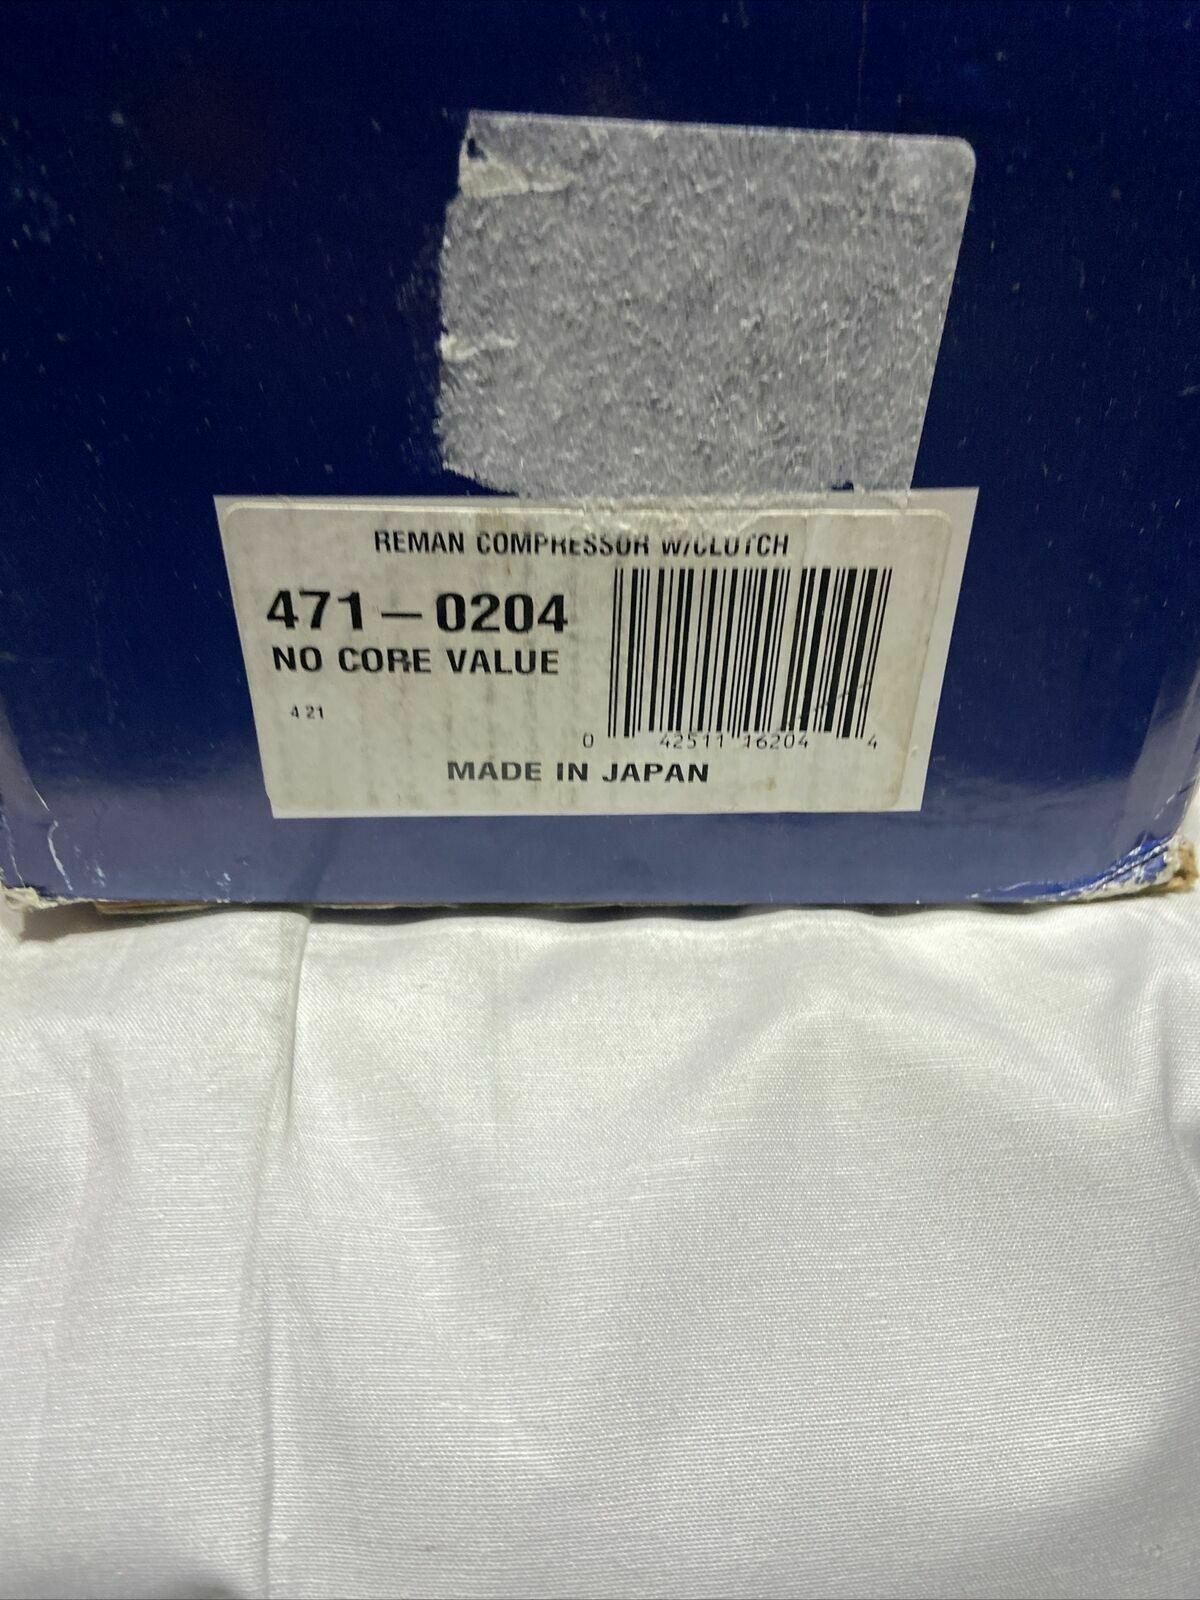 REMAN COMPRESSOR W/CLUTCH
471-0204
NO CORE VALUE
4 21
0 42511 16204 4
MADE IN JAPAN